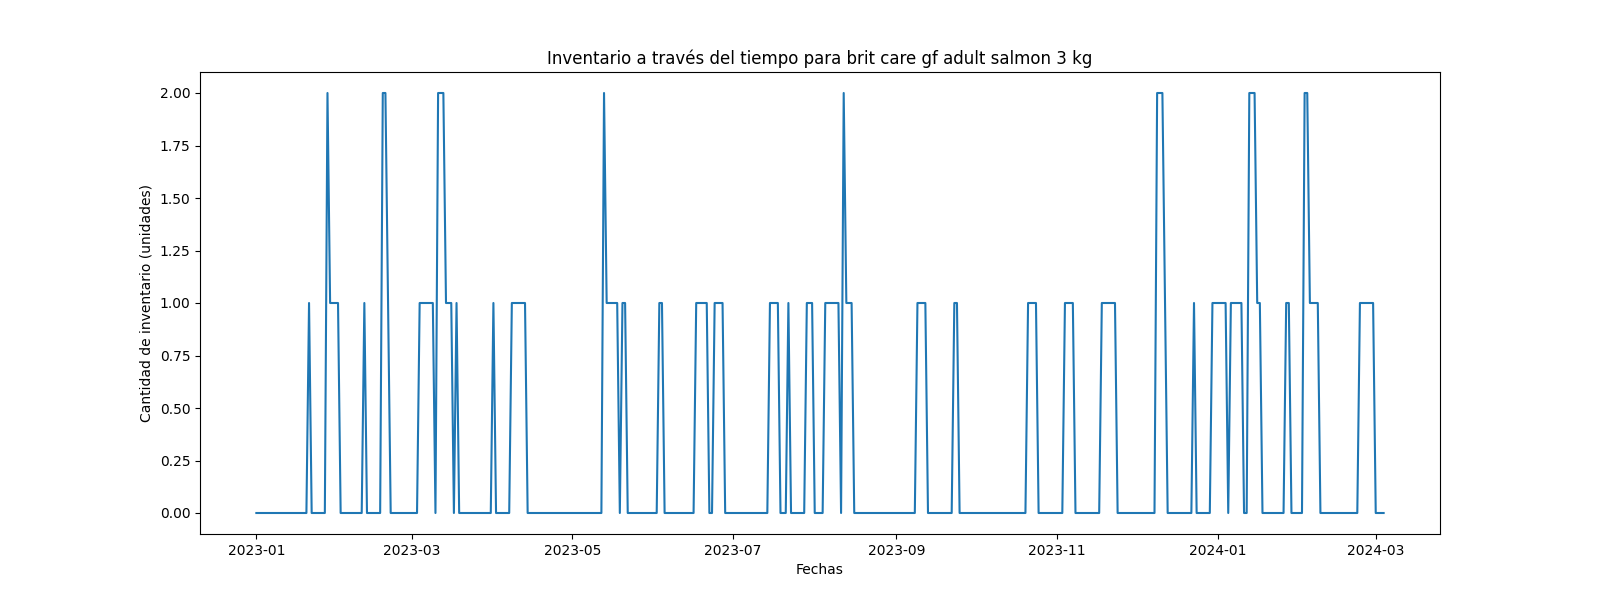 Inventario a través del tiempo para brit care gf adult salmon 3 kg
Cantidad de inventario (unidades)
2.00
1.75
1.50
1.25
1.00
0.75
0.50
0.25
0.00
2023-01 2023-03 2023-05 2023-07 2023-09 2023-11 2024-01 2024-03
Fechas